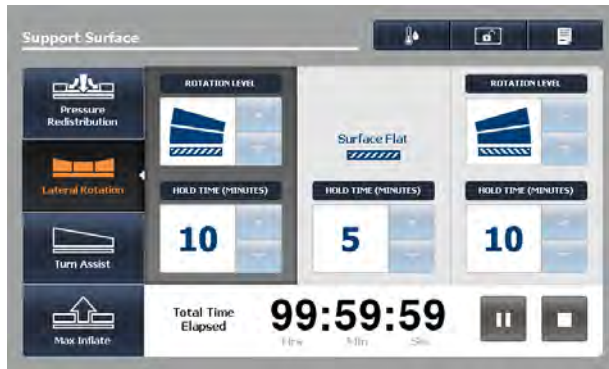 Support Surface
Pressure
Redistribution
Lateral Rotation
Turn Assist
Max Inflate
ROTATION LEVEL
HOLD TIME (MINUTES)
10
Surface Flat
HOLD TIME (MINUTES)
5
ROTATION LEVEL
HOLD TIME (MINUTES)
10
Total Time
Elapsed
99:59:59
Hrs Min Sec